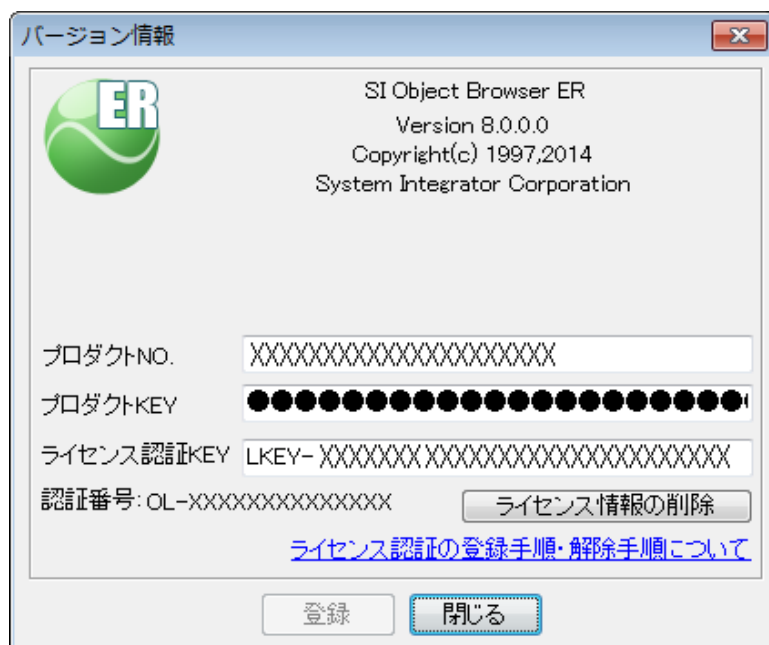 バージョン情報
ER
SI Object Browser ER
Version 8.0.0.0
Copyright(c) 1997,2014
System Integrator Corporation
プロダクトNO. XXXXXXXXXXXXXXXXXXXXX
プロダクトKEY ●●●●●●●●●●●●●●●●●●●●●
ライセンス認証KEY LKEY-XXXXXXX XXXXXXXXXXXXXXXXXXXXX
認証番号:OL-XXXXXXXXXXXXXX ライセンス情報の削除
ライセンス認証の登録手順・解除手順について
登録 閉じる